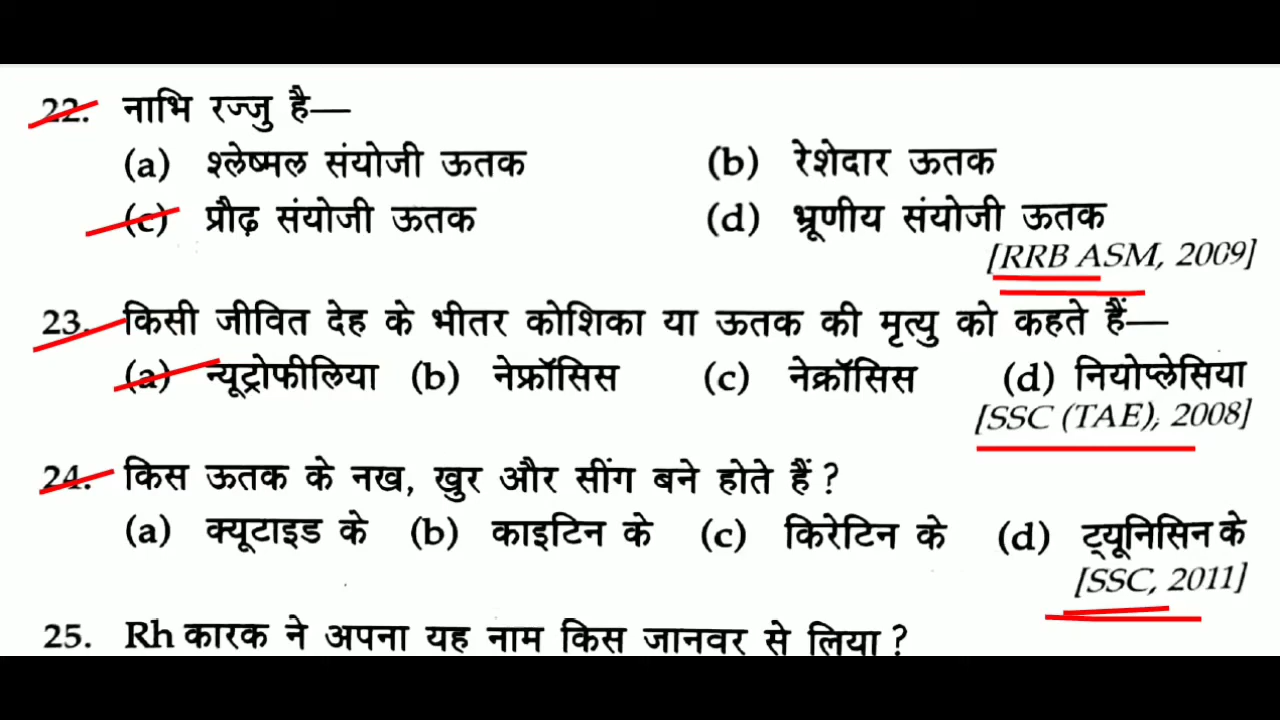 22. नाभि रज्जु है—
(a) श्लेष्मल संयोजी ऊतक (b) रेशेदार ऊतक
(c) प्रौढ़ संयोजी ऊतक (d) भ्रूणीय संयोजी ऊतक
[RRB ASM, 2009]
23. किसी जीवित देह के भीतर कोशिका या ऊतक की मृत्यु को कहते हैं—
(a) न्यूट्रोफीलिया (b) नेफ्रॉसिस (c) नेक्रॉसिस (d) नियोप्लेसिया
[SSC (TAE), 2008]
24. किस ऊतक के नख, खुर और सींग बने होते हैं ?
(a) क्यूटाइड के (b) काइटिन के (c) किरेटिन के (d) ट्यूनिसिन के
[SSC, 2011]
25. Rh कारक ने अपना यह नाम किस जानवर से लिया ?